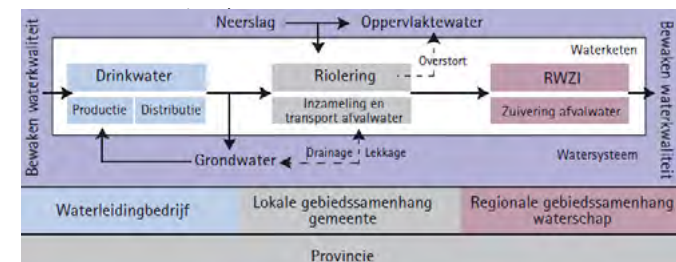 Neerslag Oppervlaktewater
Bewaken waterkwaliteit
Waterketen
Overstort
Drinkwater
Riolering
RWZI
Productie
Distributie
Inzameling en
transport afvalwater
Zuivering afvalwater
Bewaken waterkwaliteit
Grondwater
Drainage
Lekkage
Watersysteem
Waterleidingbedrijf
Lokale gebiedssamenhang
gemeente
Regionale gebiedssamenhang
waterschap
Provincie